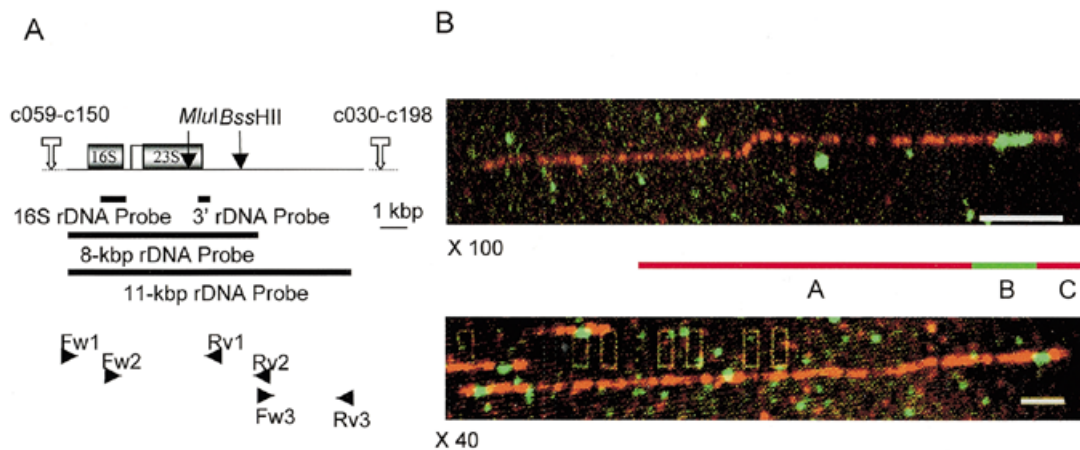 A
B
c059-c150
MluI BssHII
c030-c198
16S
23S
16S rDNA Probe
3' rDNA Probe
1 kbp
8-kbp rDNA Probe
11-kbp rDNA Probe
Fw1
Rv1
Fw2
Rv2
Fw3
Rv3
X 100
A
B
C
X 40